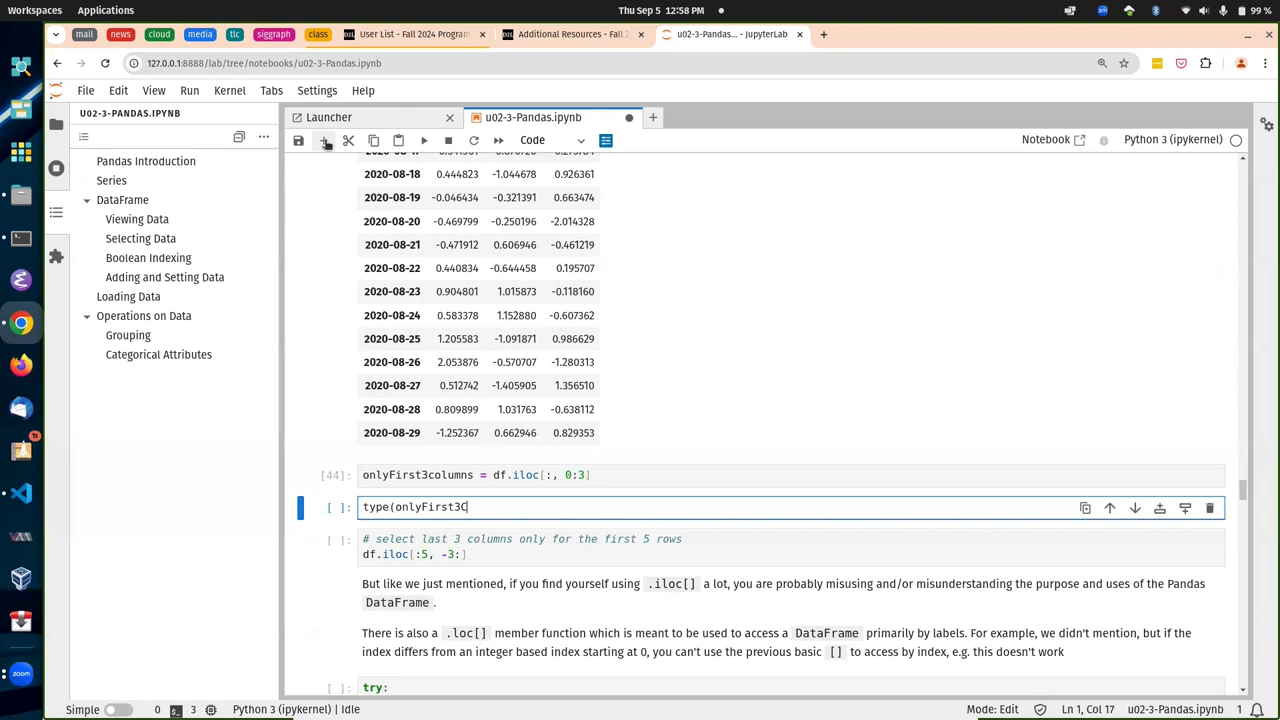 Workspaces Applications Thu Sep 5 12:58 PM 99 %
mail news cloud media tlc siggraph class User List - Fall 2024 Program Additional Resources - Fall 2 u02-3-Pandas... - JupyterLab
127.0.0.1:8888/lab/tree/notebooks/u02-3-Pandas.ipynb
File Edit View Run Kernel Tabs Settings Help
U02-3-PANDAS.IPYNB
Launcher u02-3-Pandas.ipynb
Code Notebook Python 3 (ipykernel)
Pandas Introduction
Series
DataFrame
Viewing Data
Selecting Data
Boolean Indexing
Adding and Setting Data
Loading Data
Operations on Data
Grouping
Categorical Attributes
2020-08-18 0.444823 -1.044678 0.926361
2020-08-19 -0.046434 -0.321391 0.663474
2020-08-20 -0.469799 -0.250196 -2.014328
2020-08-21 -0.471912 0.606946 -0.461219
2020-08-22 0.440834 -0.644458 0.195707
2020-08-23 0.904801 1.015873 -0.118160
2020-08-24 0.583378 1.152880 -0.607362
2020-08-25 1.205583 -1.091871 0.986629
2020-08-26 2.053876 -0.570707 -1.280313
2020-08-27 0.512742 -1.405905 1.356510
2020-08-28 0.809899 1.031763 -0.638112
2020-08-29 -1.252367 0.662946 0.829353
[44]: onlyFirst3columns = df.iloc[:, 0:3]
[ ]: type(onlyFirst3C
[ ]: # select last 3 columns only for the first 5 rows
df.iloc[:5, -3:]
But like we just mentioned, if you find yourself using .iloc[] a lot, you are probably misusing and/or misunderstanding the purpose and uses of the Pandas
DataFrame .
There is also a .loc[] member function which is meant to be used to access a DataFrame primarily by labels. For example, we didn't mention, but if the
index differs from an integer based index starting at 0, you can't use the previous basic [] to access by index, e.g. this doesn't work
[ ]: try:
15
Simple 0 3 Python 3 (ipykernel) | Idle Mode: Edit Ln 1, Col 17 u02-3-Pandas.ipynb 1